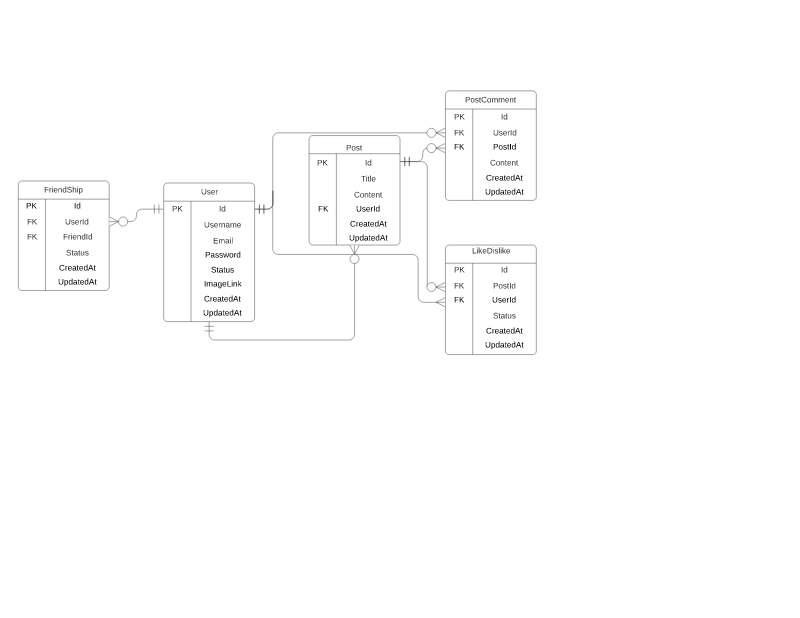 FriendShip
PK Id
FK UserId
FK FriendId
Status
CreatedAt
UpdatedAt
User
PK Id
Username
Email
Password
Status
ImageLink
CreatedAt
UpdatedAt
Post
PK Id
Title
Content
FK UserId
CreatedAt
UpdatedAt
PostComment
PK Id
FK UserId
FK PostId
Content
CreatedAt
UpdatedAt
LikeDislike
PK Id
FK PostId
FK UserId
Status
CreatedAt
UpdatedAt